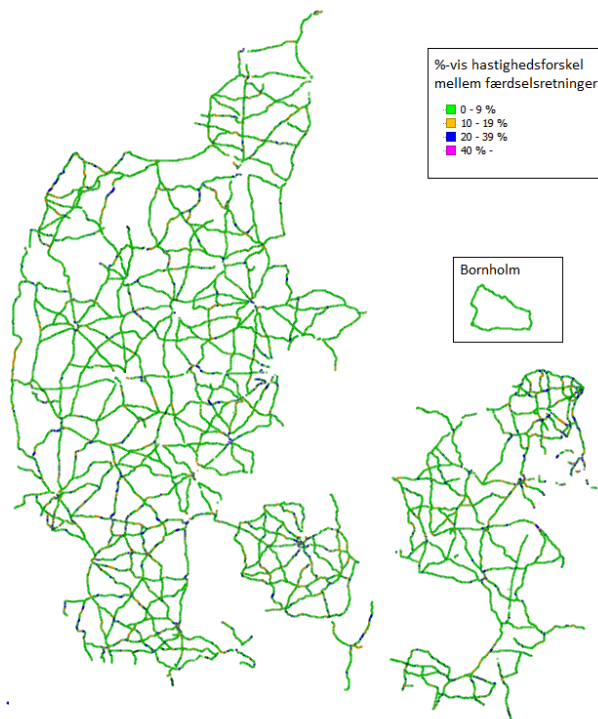 %-vis hastighedsforskel
mellem færdselsretninger
0 - 9 %
10 - 19 %
20 - 39 %
40 % -
Bornholm